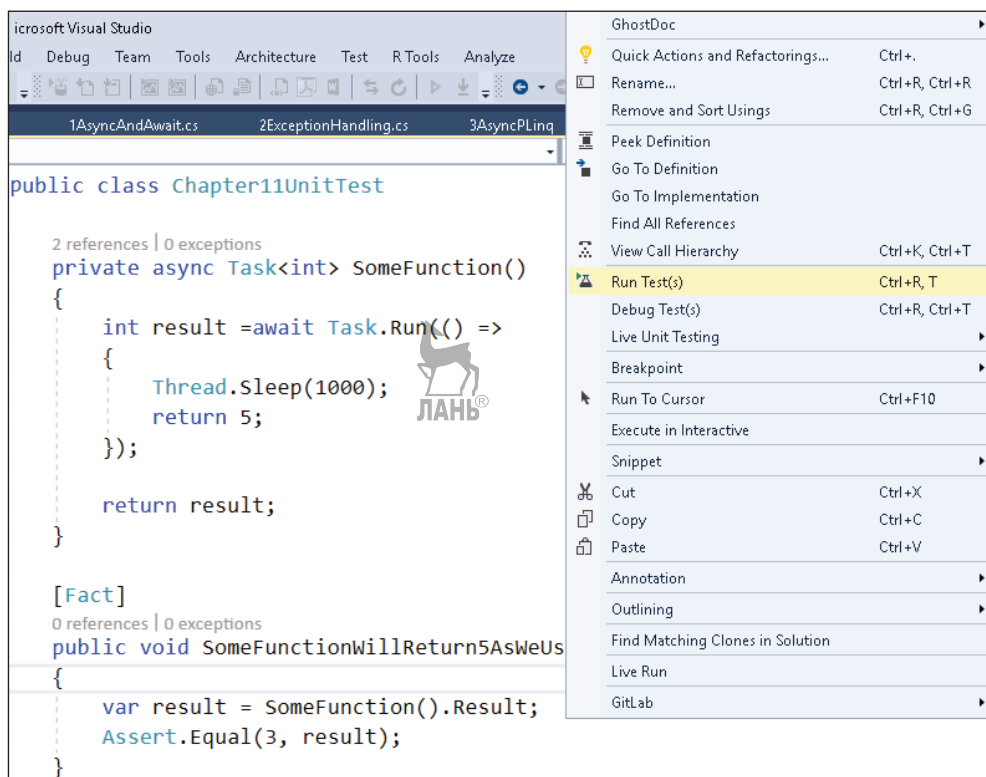 icrosoft Visual Studio
ld Debug Team Tools Architecture Test R Tools Analyze
1AsyncAndAwait.cs 2ExceptionHandling.cs 3AsyncPLinq
public class Chapter11UnitTest
2 references | 0 exceptions
private async Task<int> SomeFunction()
{
int result =await Task.Run(() =>
{
Thread.Sleep(1000);
return 5;
});
return result;
}
[Fact]
0 references | 0 exceptions
public void SomeFunctionWillReturn5AsWeUs
{
var result = SomeFunction().Result;
Assert.Equal(3, result);
}
ЛАНЬ®
GhostDoc
Quick Actions and Refactorings... Ctrl+.
Rename... Ctrl+R, Ctrl+R
Remove and Sort Usings Ctrl+R, Ctrl+G
Peek Definition
Go To Definition
Go To Implementation
Find All References
View Call Hierarchy Ctrl+K, Ctrl+T
Run Test(s) Ctrl+R, T
Debug Test(s) Ctrl+R, Ctrl+T
Live Unit Testing
Breakpoint
Run To Cursor Ctrl+F10
Execute in Interactive
Snippet
Cut Ctrl+X
Copy Ctrl+C
Paste Ctrl+V
Annotation
Outlining
Find Matching Clones in Solution
Live Run
GitLab